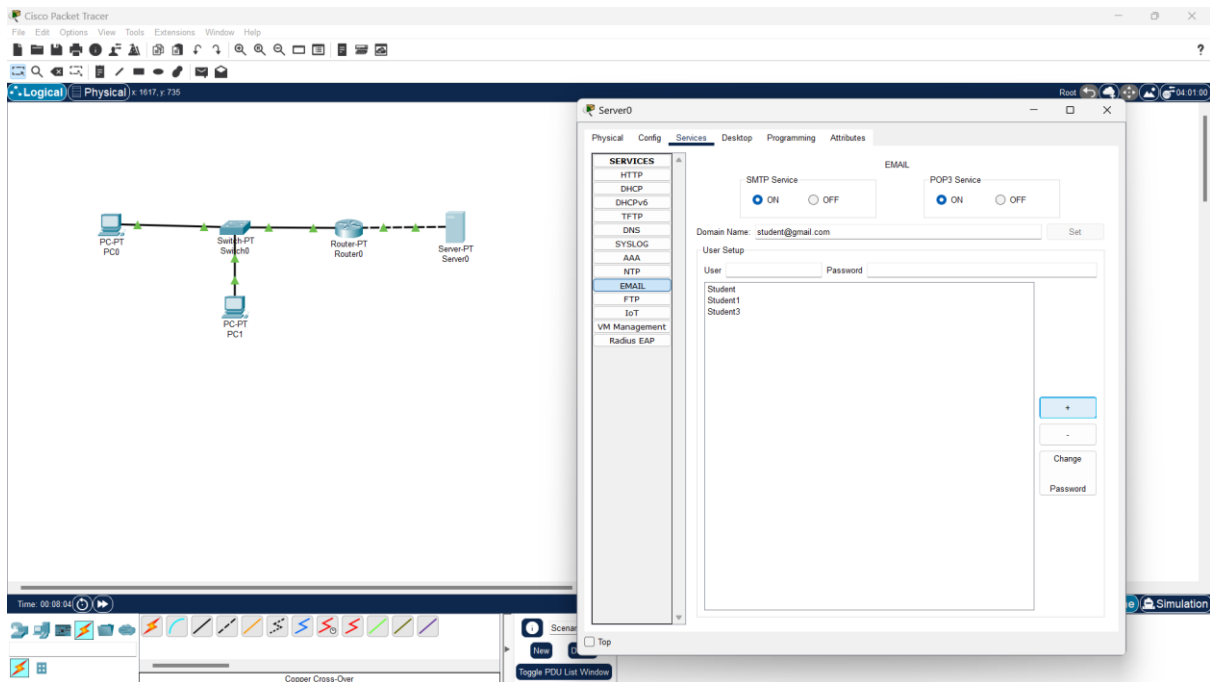 Cisco Packet Tracer
File Edit Options View Tools Extensions Window Help
?
Logical Physical x: 1617, y: 735
Root 04:01:00
PC-PT
PC0
Switch-PT
Switch0
Router-PT
Router0
Server-PT
Server0
PC-PT
PC1
Server0
Physical Config Services Desktop Programming Attributes
SERVICES
HTTP
DHCP
DHCPv6
TFTP
DNS
SYSLOG
AAA
NTP
EMAIL
FTP
IoT
VM Management
Radius EAP
EMAIL
SMTP Service
ON OFF
POP3 Service
ON OFF
Domain Name: student@gmail.com Set
User Setup
User Password
Student
Student1
Student3
+
-
Change
Password
Top
Time: 00:08:04
Simulation
New
Toggle PDU List Window
Copper Cross-Over